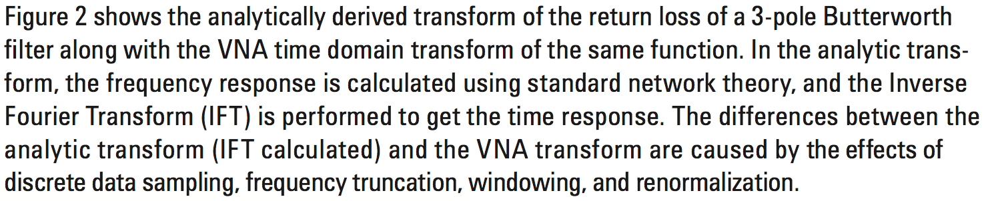 Figure 2 shows the analytically derived transform of the return loss of a 3-pole Butterworth
filter along with the VNA time domain transform of the same function. In the analytic trans-
form, the frequency response is calculated using standard network theory, and the Inverse
Fourier Transform (IFT) is performed to get the time response. The differences between the
analytic transform (IFT calculated) and the VNA transform are caused by the effects of
discrete data sampling, frequency truncation, windowing, and renormalization.